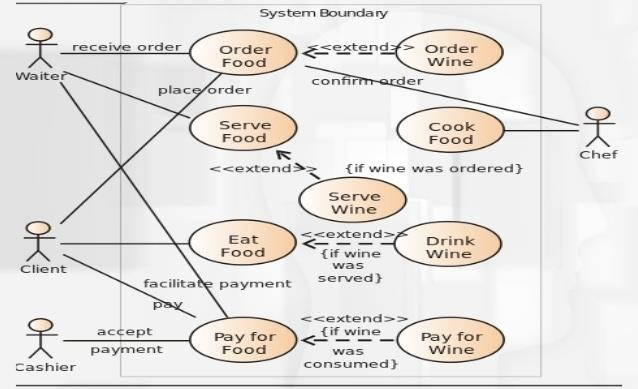 System Boundary
Waiter
receive order
Order
Food
<<extend>>
Order
Wine
place order
confirm order
Serve
Food
Cook
Food
Chef
<<extend>>
{if wine was ordered}
Serve
Wine
Client
Eat
Food
<<extend>>
{if wine
was
served}
Drink
Wine
facilitate payment
pay
Cashier
accept
payment
Pay for
Food
<<extend>>
{if wine
was
consumed}
Pay for
Wine